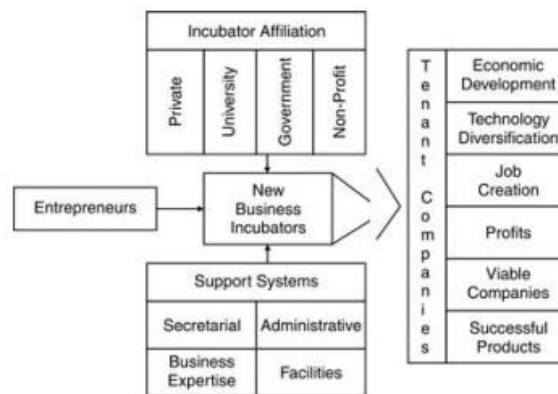 Incubator Affiliation
Private
University
Government
Non-Profit
Entrepreneurs
New
Business
Incubators
Support Systems
Secretarial
Administrative
Business
Expertise
Facilities
Tenant Companies
Economic
Development
Technology
Diversification
Job
Creation
Profits
Viable
Companies
Successful
Products